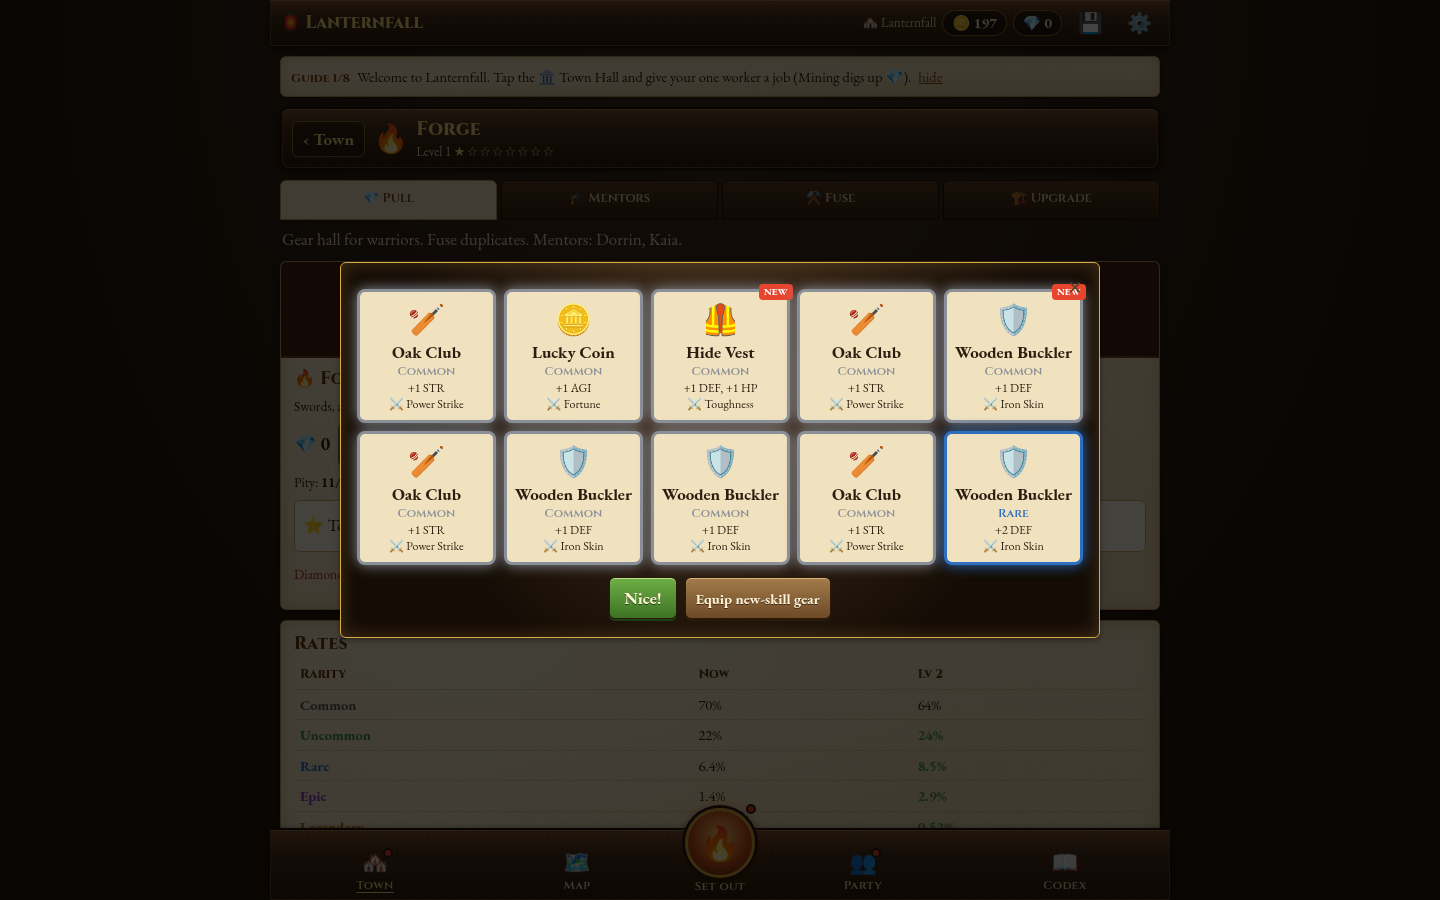 Lanternfall
Lanternfall
197
0
Guide 1/8 Welcome to Lanternfall. Tap the Town Hall and give your one worker a job (Mining digs up). hide
‹ Town
Forge
Level 1 ★☆☆☆☆☆☆☆
Pull
Mentors
Fuse
Upgrade
Gear hall for warriors. Fuse duplicates. Mentors: Dorrin, Kaia.
NEW
NEW
Oak Club
Common
+1 STR
Power Strike
Lucky Coin
Common
+1 AGI
Fortune
Hide Vest
Common
+1 DEF, +1 HP
Toughness
Oak Club
Common
+1 STR
Power Strike
Wooden Buckler
Common
+1 DEF
Iron Skin
Oak Club
Common
+1 STR
Power Strike
Wooden Buckler
Common
+1 DEF
Iron Skin
Wooden Buckler
Common
+1 DEF
Iron Skin
Oak Club
Common
+1 STR
Power Strike
Wooden Buckler
Rare
+2 DEF
Iron Skin
Nice!
Equip new-skill gear
Swords,
0
Pity: 11/
Rates
Rarity Now Lv 2
Common 70% 64%
Uncommon 22% 24%
Rare 6.4% 8.5%
Epic 1.4% 2.9%
Town
Map
Set out
Party
Codex